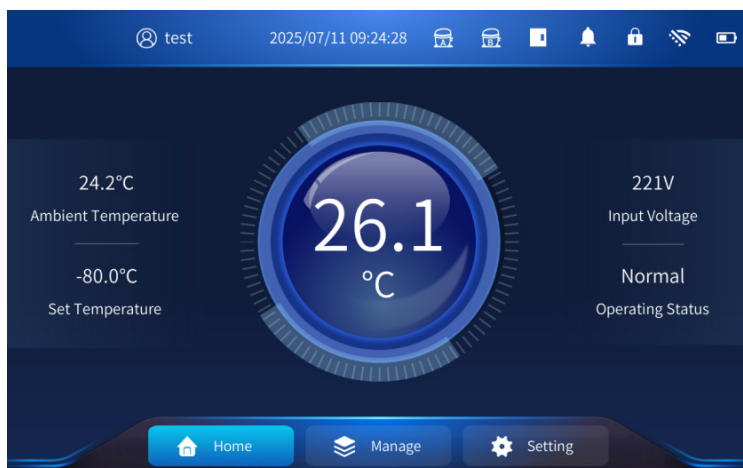 test 2025/07/11 09:24:28 A B
24.2°C
Ambient Temperature
-80.0°C
Set Temperature
26.1
°C
221V
Input Voltage
Normal
Operating Status
Home Manage Setting